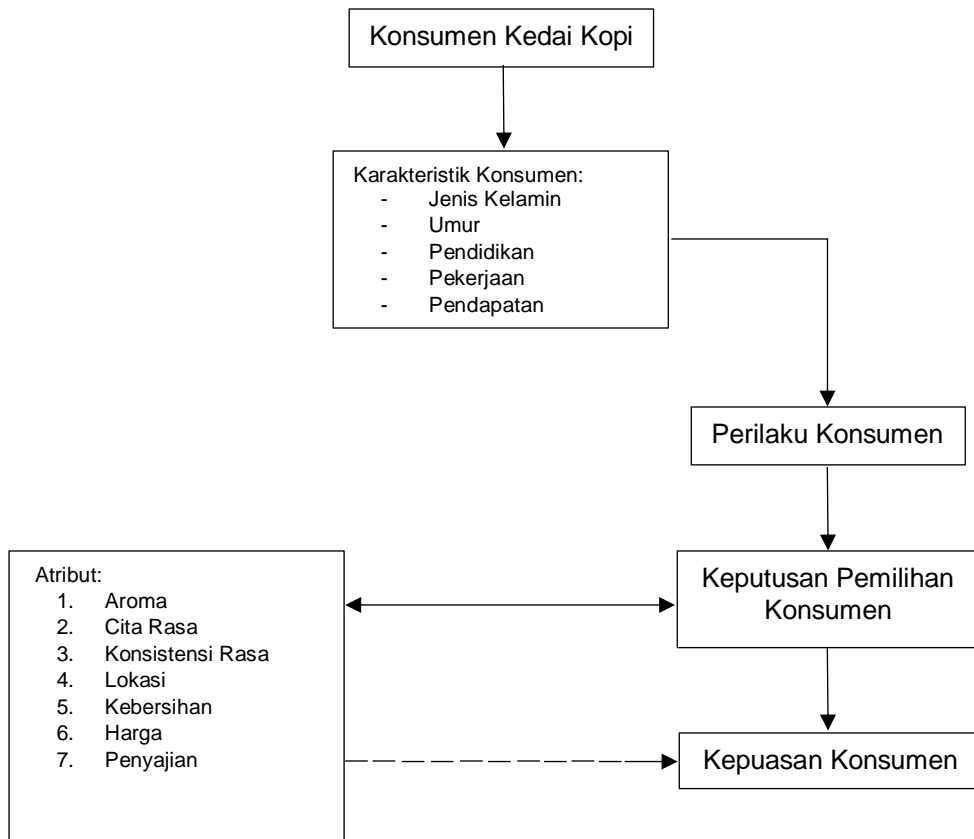 Konsumen Kedai Kopi
Karakteristik Konsumen:
- Jenis Kelamin
- Umur
- Pendidikan
- Pekerjaan
- Pendapatan
Perilaku Konsumen
Keputusan Pemilihan
Konsumen
Atribut:
1. Aroma
2. Cita Rasa
3. Konsistensi Rasa
4. Lokasi
5. Kebersihan
6. Harga
7. Penyajian
Kepuasan Konsumen